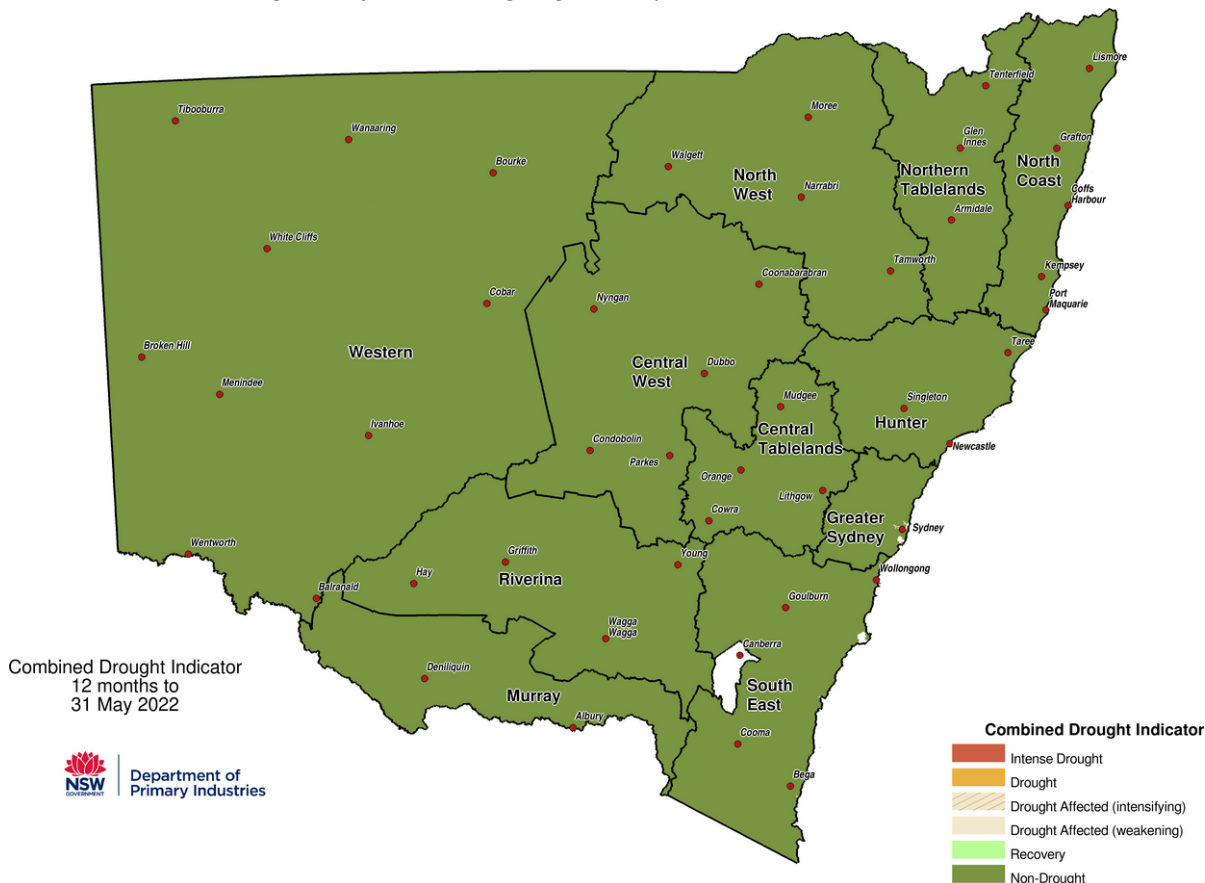 Lismore
Tibooburra
Tenterfield
Moree
Wanaaring
Glen
Innes
Grafton
Bourke
Walgett
North
West
Northern
Tablelands
North
Coast
Narrabri
Coffs
Harbour
Armidale
White Cliffs
Tamworth
Kempsey
Coonabarabran
Cobar
Nyngan
Port
Maquarie
Taree
Broken Hill
Western
Central
West
Dubbo
Menindee
Mudgee
Singleton
Hunter
Ivanhoe
Central
Tablelands
Condobolin
Parkes
Newcastle
Orange
Lithgow
Cowra
Greater
Sydney
Sydney
Wentworth
Griffith
Young
Hay
Riverina
Wollongong
Balranald
Goulburn
Wagga
Wagga
Canberra
Deniliquin
Murray
South
East
Albury
Cooma
Bega
Combined Drought Indicator
12 months to
31 May 2022
NSW
GOVERNMENT
Department of
Primary Industries
Combined Drought Indicator
Intense Drought
Drought
Drought Affected (intensifying)
Drought Affected (weakening)
Recovery
Non-Drought